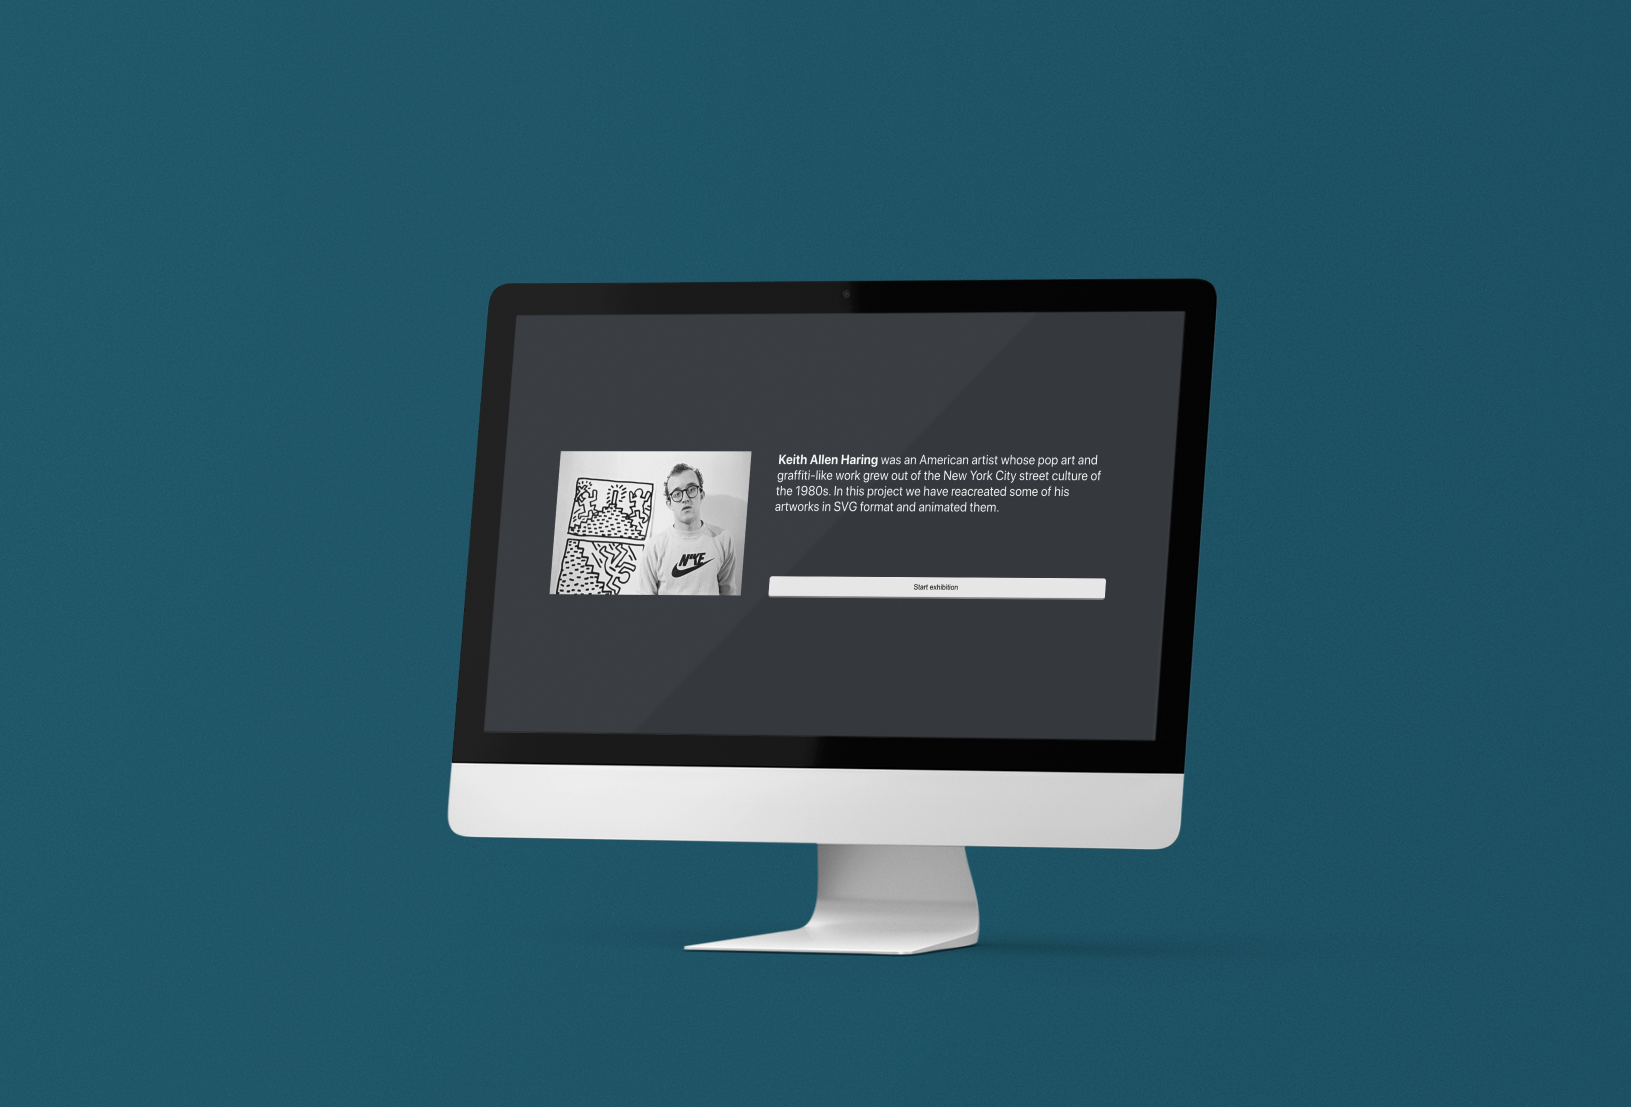 Keith Allen Haring was an American artist whose pop art and
graffiti-like work grew out of the New York City street culture of
the 1980s. In this project we have reacreated some of his
artworks in SVG format and animated them.
NIKE
Start exhibition